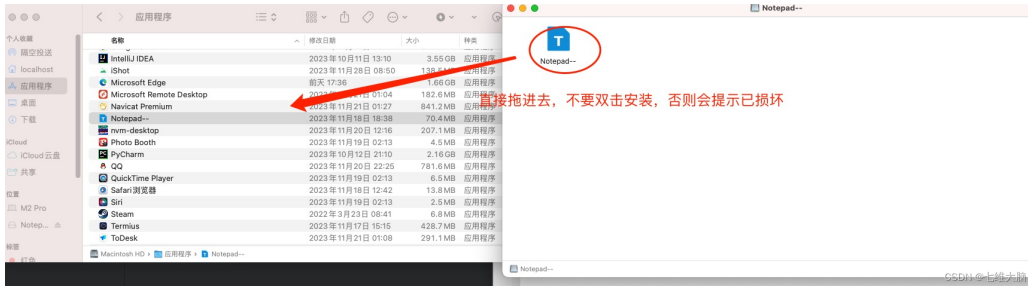 应用程序
Notepad--
个人收藏
隔空投送
localhost
应用程序
桌面
下载
iCloud
iCloud 云盘
共享
位置
M2 Pro
Notep...
标签
红色
名称 修改日期 大小 种类
IntelliJ IDEA 2023年10月11日 13:10 3.55 GB 应用程序
iShot 2023年11月28日 08:50 138.5 MB 应用程序
Microsoft Edge 前天 17:36 1.66 GB 应用程序
Microsoft Remote Desktop 01:04 182.6 MB 应用程序
Navicat Premium 2023年11月21日 01:27 841.2 MB 应用程序
Notepad-- 2023年11月18日 18:38 70.4 MB 应用程序
nvm-desktop 2023年11月20日 12:16 207.1 MB 应用程序
Photo Booth 2023年11月19日 02:13 4.5 MB 应用程序
PyCharm 2023年10月12日 21:10 2.16 GB 应用程序
QQ 2023年11月20日 22:25 781.6 MB 应用程序
QuickTime Player 2023年11月19日 02:13 6.5 MB 应用程序
Safari 浏览器 2023年11月18日 12:42 13.8 MB 应用程序
Siri 2023年11月19日 02:13 2.5 MB 应用程序
Steam 2022年3月23日 08:41 6.8 MB 应用程序
Termius 2023年11月17日 15:15 428.7 MB 应用程序
ToDesk 2023年11月21日 01:08 291.1 MB 应用程序
Macintosh HD › 应用程序 › Notepad--
T
Notepad--
直接拖进去，不要双击安装，否则会提示已损坏
Notepad--
CSDN @七维大脑